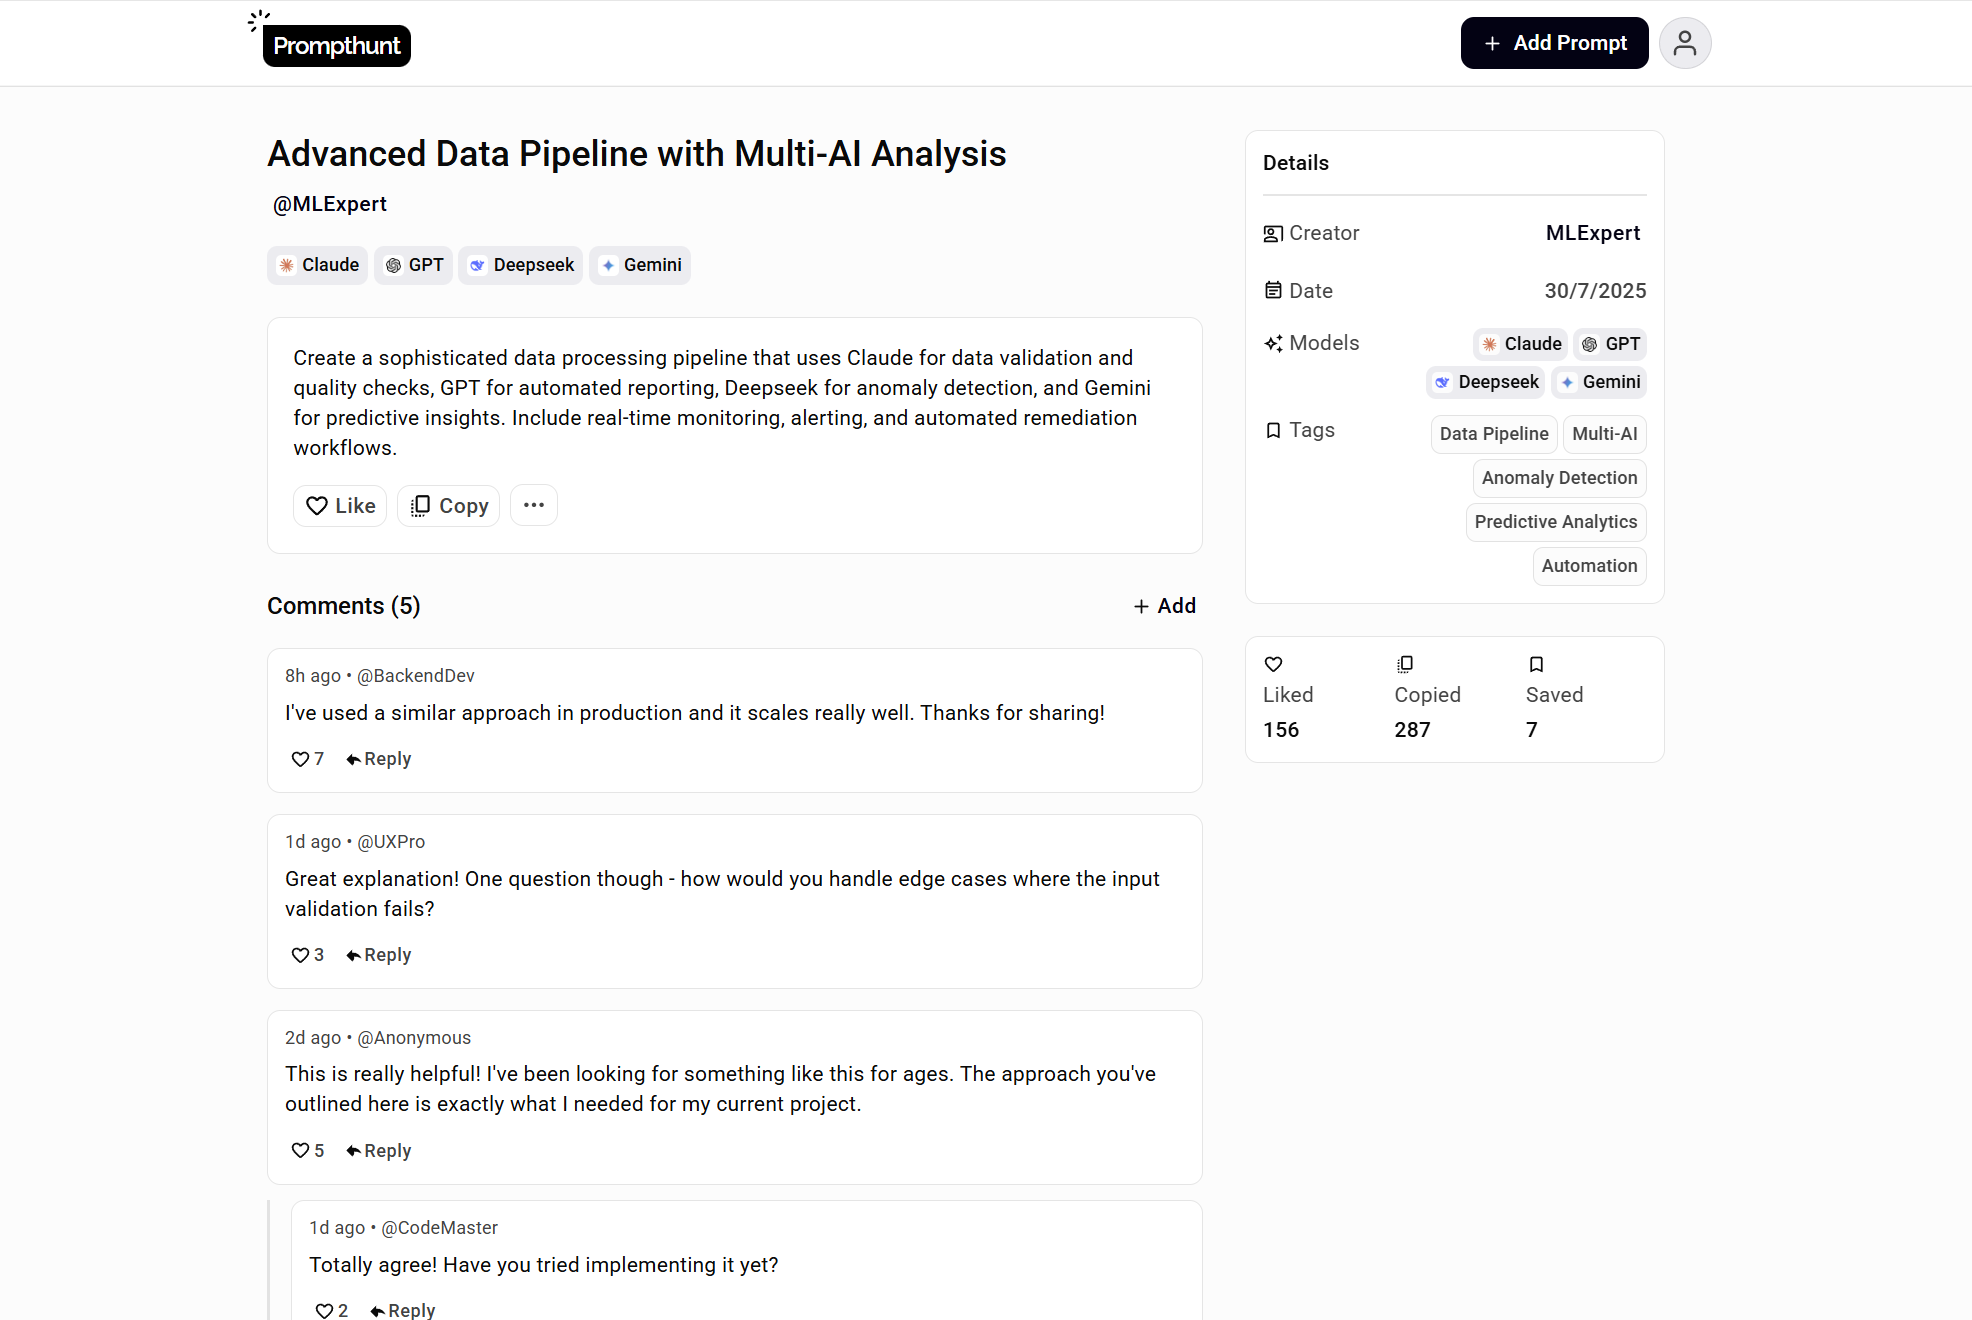 Prompthunt
Add Prompt
Advanced Data Pipeline with Multi-AI Analysis
@MLExpert
Claude GPT Deepseek Gemini
Create a sophisticated data processing pipeline that uses Claude for data validation and
quality checks, GPT for automated reporting, Deepseek for anomaly detection, and Gemini
for predictive insights. Include real-time monitoring, alerting, and automated remediation
workflows.
Like Copy ...
Comments (5)
+ Add
8h ago • @BackendDev
I've used a similar approach in production and it scales really well. Thanks for sharing!
7 Reply
1d ago • @UXPro
Great explanation! One question though - how would you handle edge cases where the input
validation fails?
3 Reply
2d ago • @Anonymous
This is really helpful! I've been looking for something like this for ages. The approach you've
outlined here is exactly what I needed for my current project.
5 Reply
1d ago • @CodeMaster
Totally agree! Have you tried implementing it yet?
2 Reply
Details
Creator MLExpert
Date 30/7/2025
Models Claude GPT
Deepseek Gemini
Tags Data Pipeline Multi-AI
Anomaly Detection
Predictive Analytics
Automation
Liked Copied Saved
156 287 7